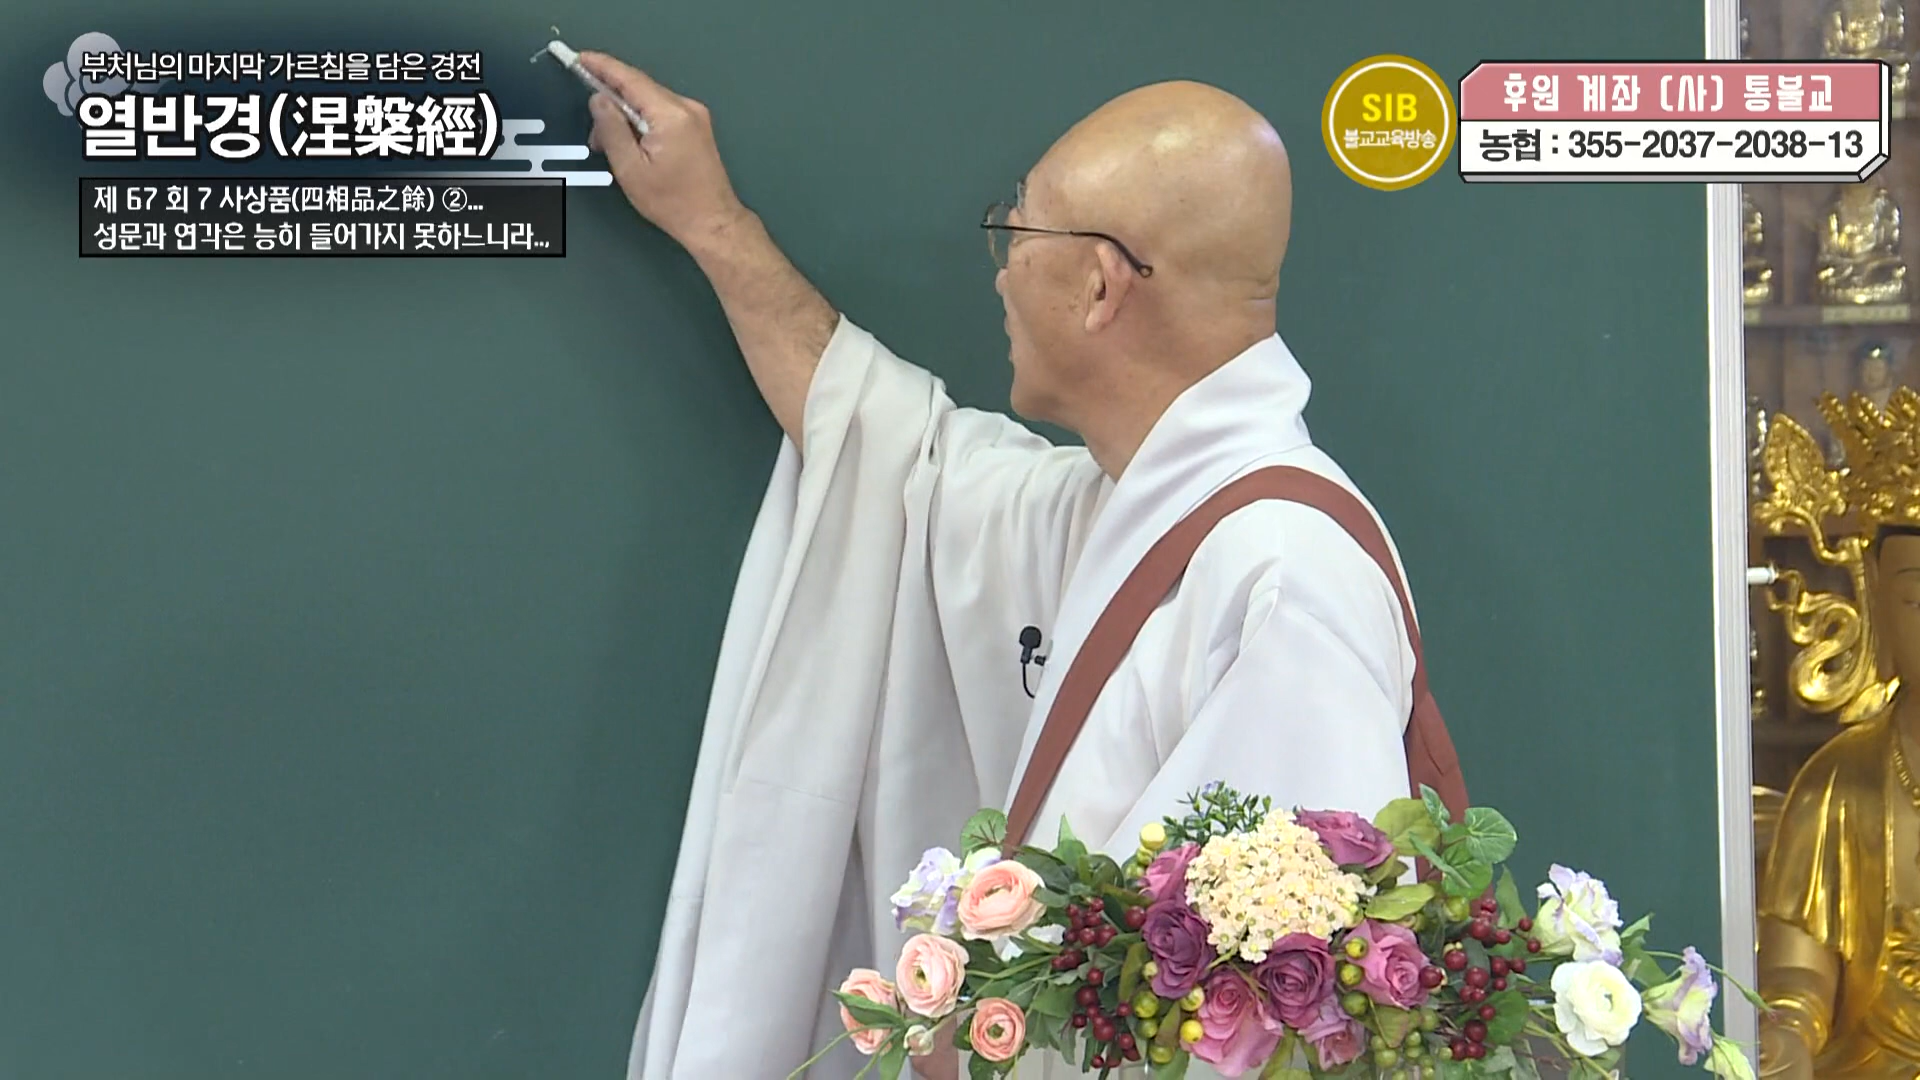 부처님의 마지막 가르침을 담은 경전
열반경(涅槃經)
제 67 회 7 사상품(四相品之餘) ②...
성문과 연각은 능히 들어가지 못하느니라...
SIB
불교교육방송
후원 계좌 (사) 통불교
농협 : 355-2037-2038-13